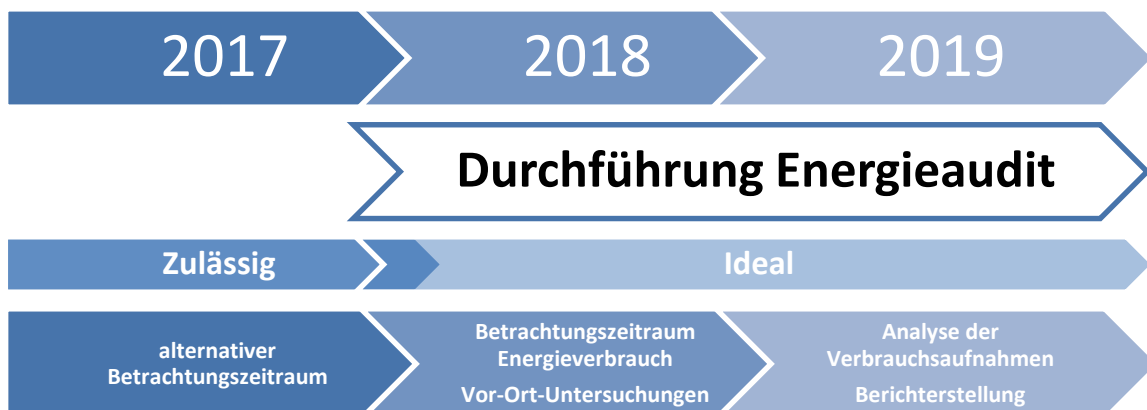 2017
2018
2019
Durchführung Energieaudit
Zulässig
Ideal
alternativer
Betrachtungszeitraum
Betrachtungszeitraum
Energieverbrauch
Vor-Ort-Untersuchungen
Analyse der
Verbrauchsaufnahmen
Berichterstellung